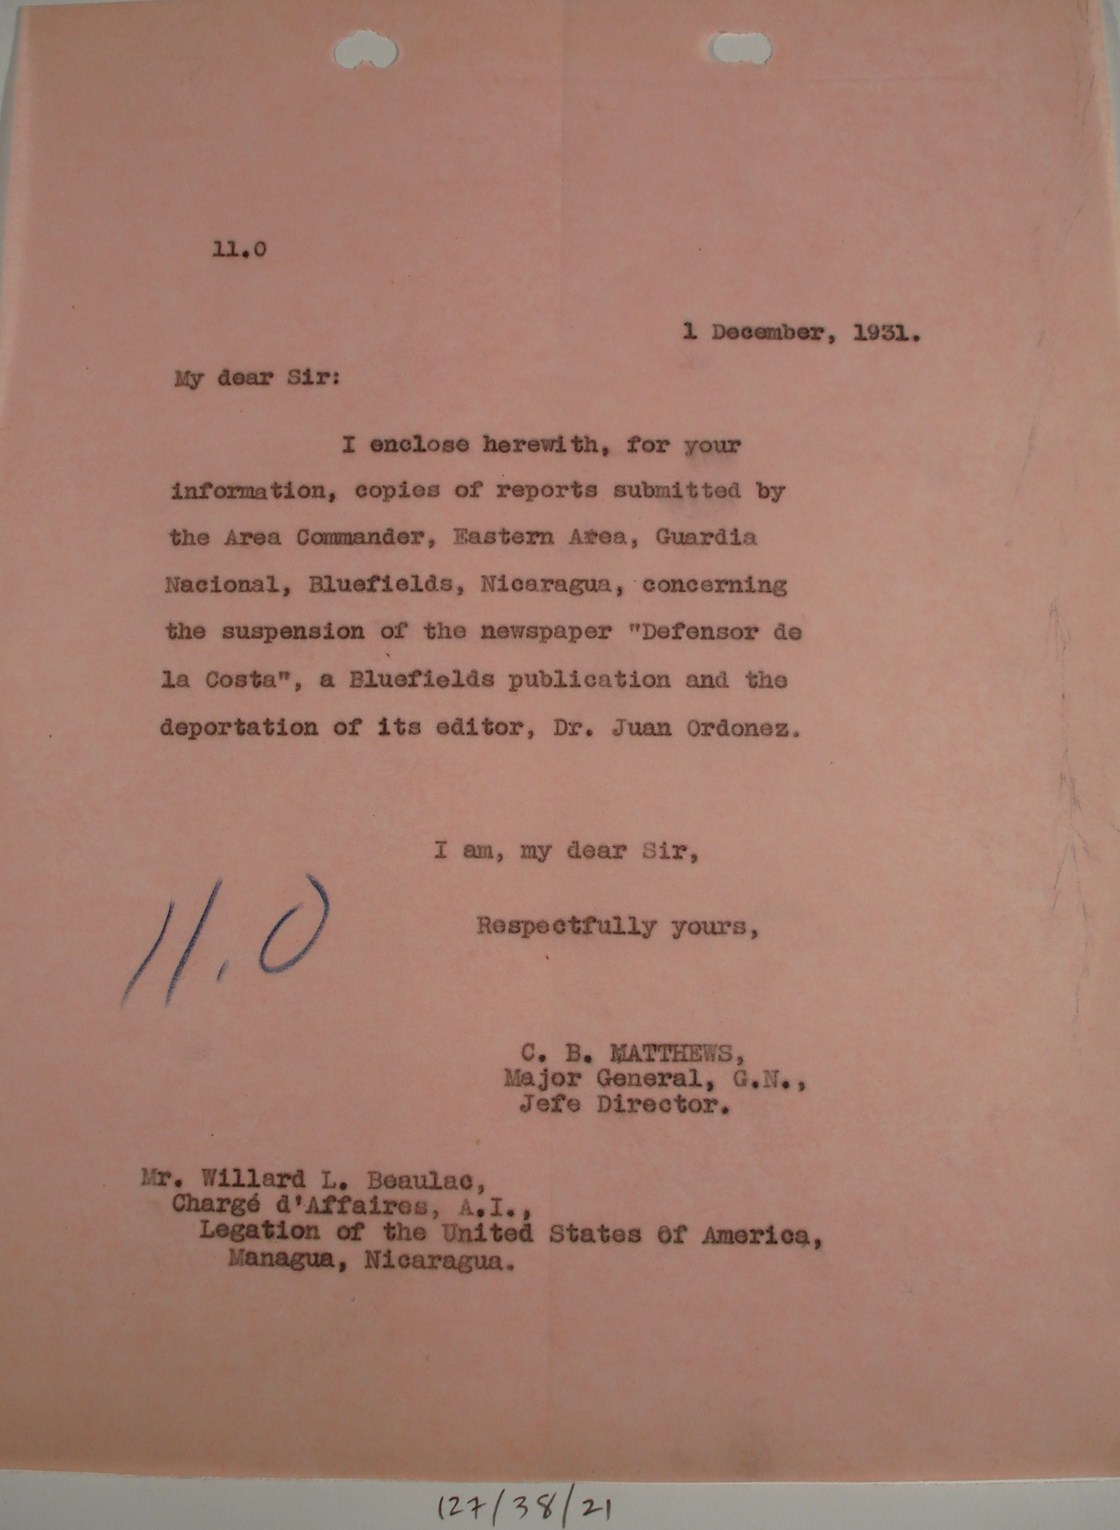 11.0
1 December, 1931.
My dear Sir:
I enclose herewith, for your
information, copies of reports submitted by
the Area Commander, Eastern Area, Guardia
Nacional, Bluefields, Nicaragua, concerning
the suspension of the newspaper "Defensor de
la Costa", a Bluefields publication and the
deportation of its editor, Dr. Juan Ordonez.
I am, my dear Sir,
Respectfully yours,
11.0
C. B. MATTHEWS,
Major General, G.N.,
Jefe Director.
Mr. Willard L. Beaulac,
Chargé d'Affaires, A.I.,
Legation of the United States of America,
Managua, Nicaragua.
127/38/21